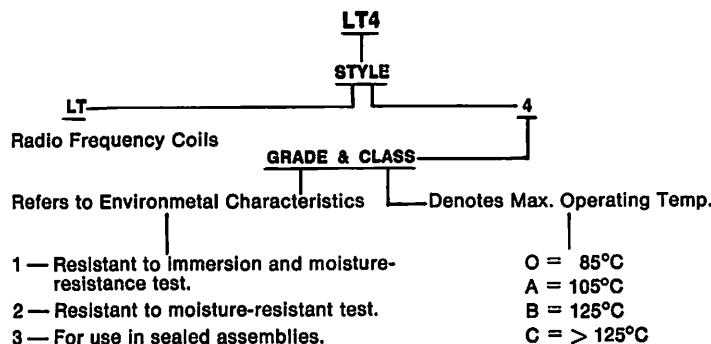 LT4
STYLE
LT
4
Radio Frequency Coils
GRADE & CLASS
Refers to Environmetal Characteristics
Denotes Max. Operating Temp.
1 — Resistant to immersion and moisture-
resistance test.
2 — Resistant to moisture-resistant test.
3 — For use in sealed assemblies.
O = 85°C
A = 105°C
B = 125°C
C = > 125°C